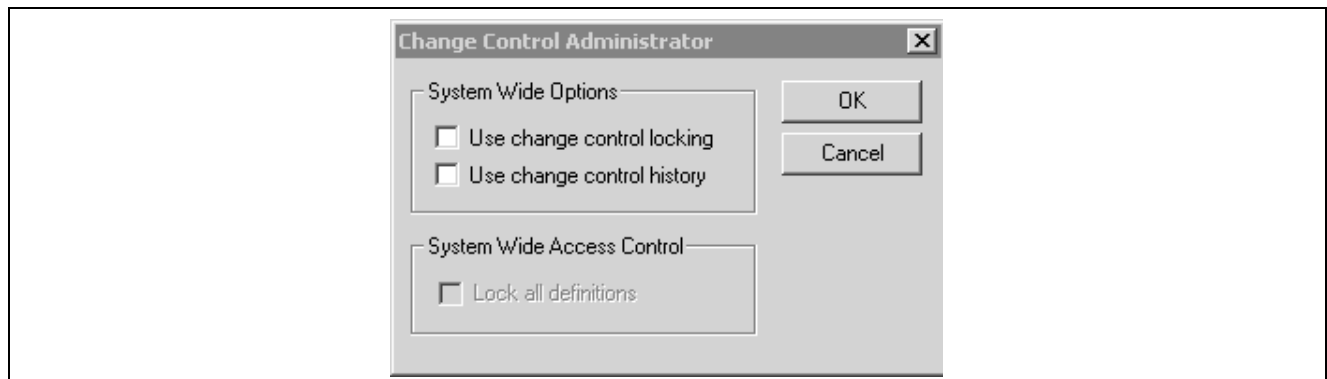 Change Control Administrator
System Wide Options
Use change control locking
Use change control history
OK
Cancel
System Wide Access Control
Lock all definitions